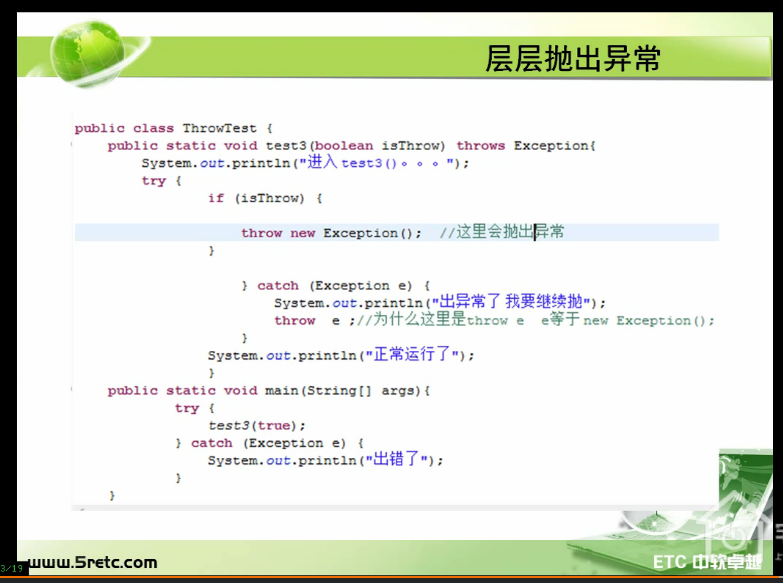 层层抛出异常
public class ThrowTest {
public static void test3(boolean isThrow) throws Exception{
System.out.println("进入test3()。。。");
try {
if (isThrow) {
throw new Exception();  //这里会抛出异常
}
} catch (Exception e) {
System.out.println("出异常了 我要继续抛");
throw  e ;//为什么这里是throw e  e等于new Exception();
}
System.out.println("正常运行了");
}
public static void main(String[] args){
try {
test3(true);
} catch (Exception e) {
System.out.println("出错了");
}
}
www.5retc.com
ETC 中软卓越
3/19